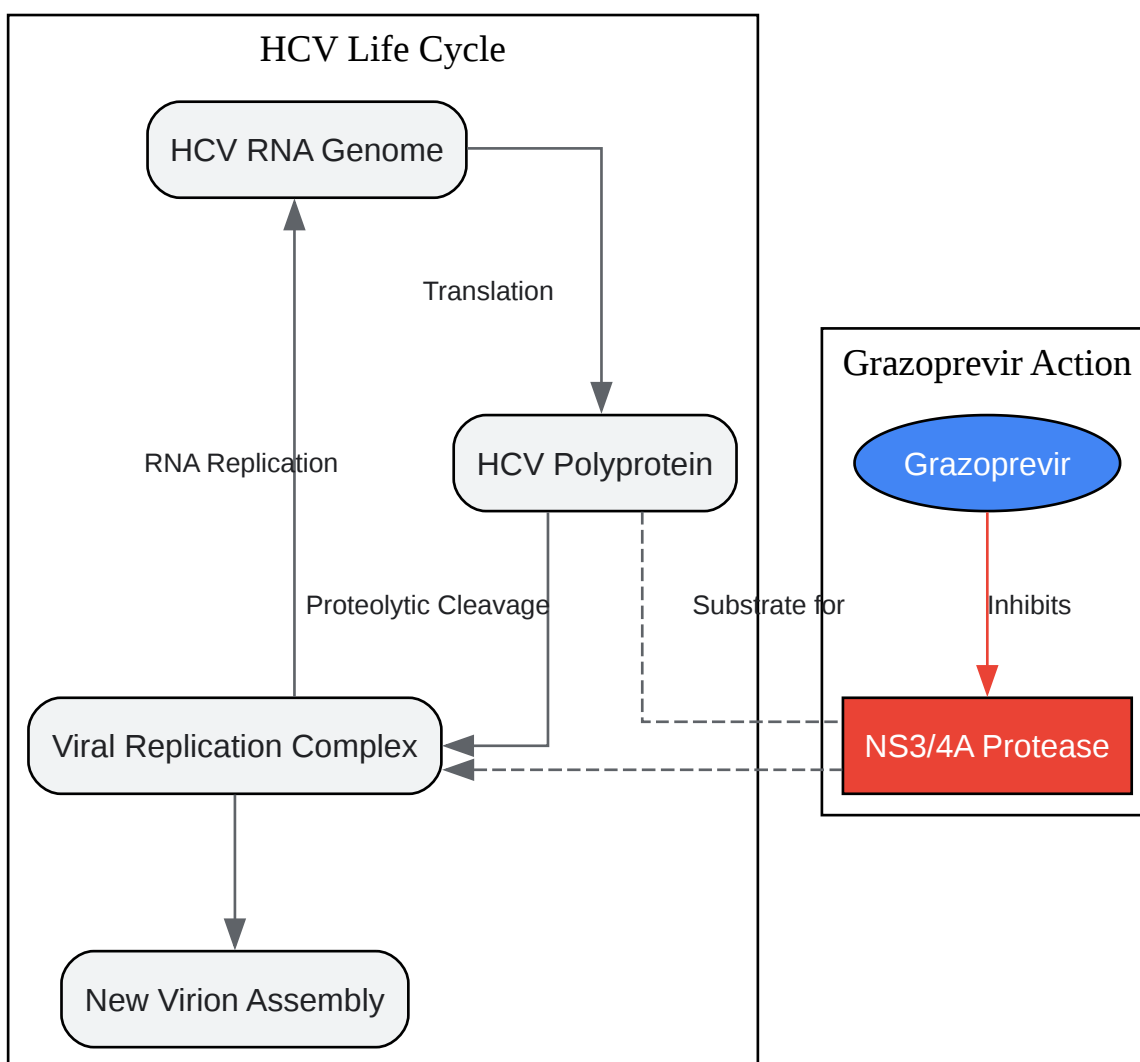 HCV Life Cycle
HCV RNA Genome
Translation
Grazoprevir Action
RNA Replication
HCV Polyprotein
Grazoprevir
Proteolytic Cleavage
Substrate for
Inhibits
Viral Replication Complex
NS3/4A Protease
New Virion Assembly